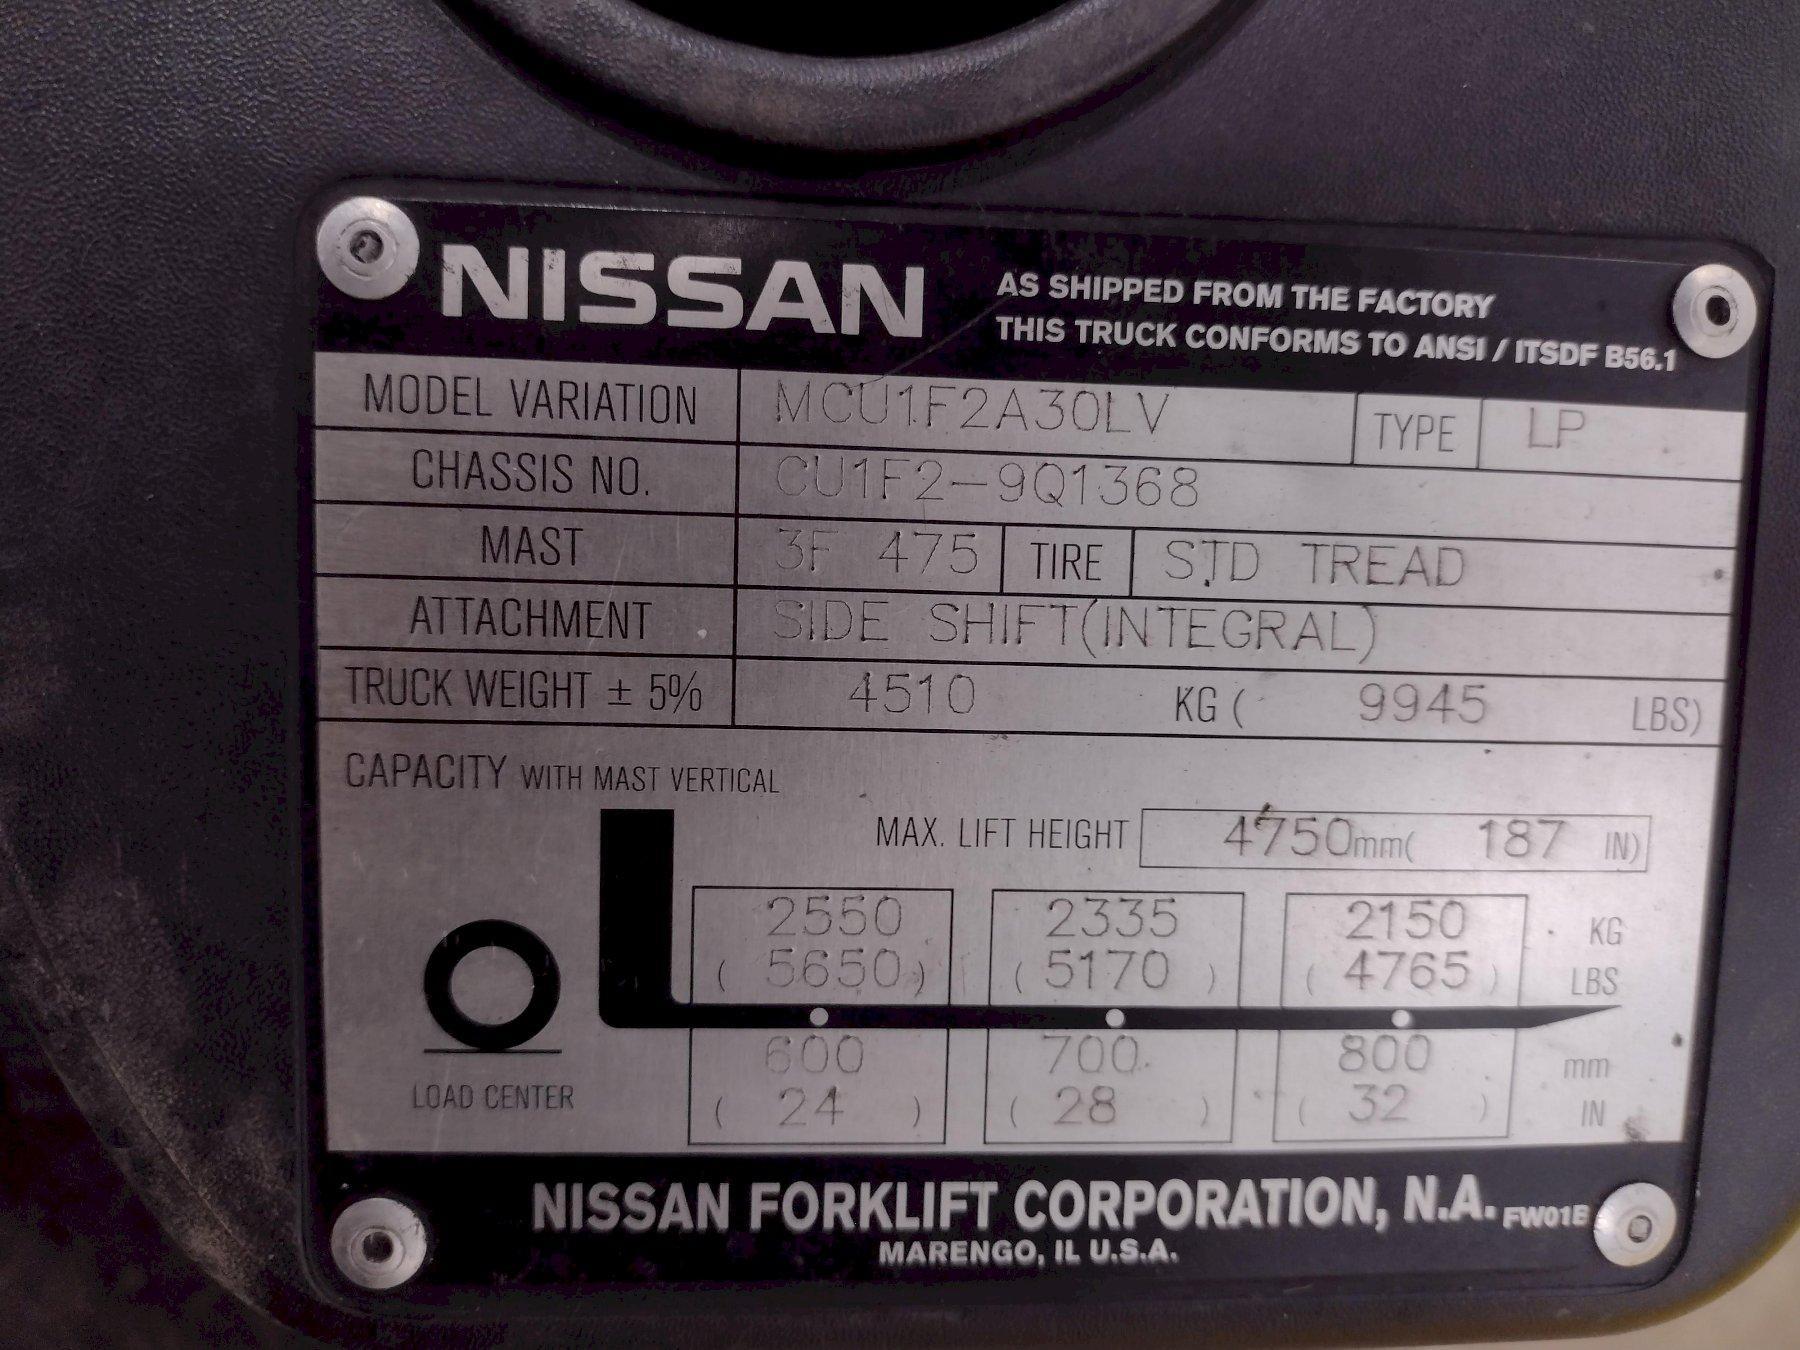 NISSAN
AS SHIPPED FROM THE FACTORY
THIS TRUCK CONFORMS TO ANSI / ITSDF B56.1
MODEL VARIATION MCU1F2A30LV TYPE LP
CHASSIS NO. CU1F2-9Q1368
MAST 3F 475 TIRE STD TREAD
ATTACHMENT SIDE SHIFT(INTEGRAL)
TRUCK WEIGHT ± 5% 4510 KG ( 9945 LBS)
CAPACITY WITH MAST VERTICAL
MAX. LIFT HEIGHT 4750mm( 187 IN)
2550 2335 2150 KG
( 5650 ) ( 5170 ) ( 4765 ) LBS
600 700 800 mm
LOAD CENTER ( 24 ) ( 28 ) ( 32 ) IN
NISSAN FORKLIFT CORPORATION, N.A. FW01B
MARENGO, IL U.S.A.